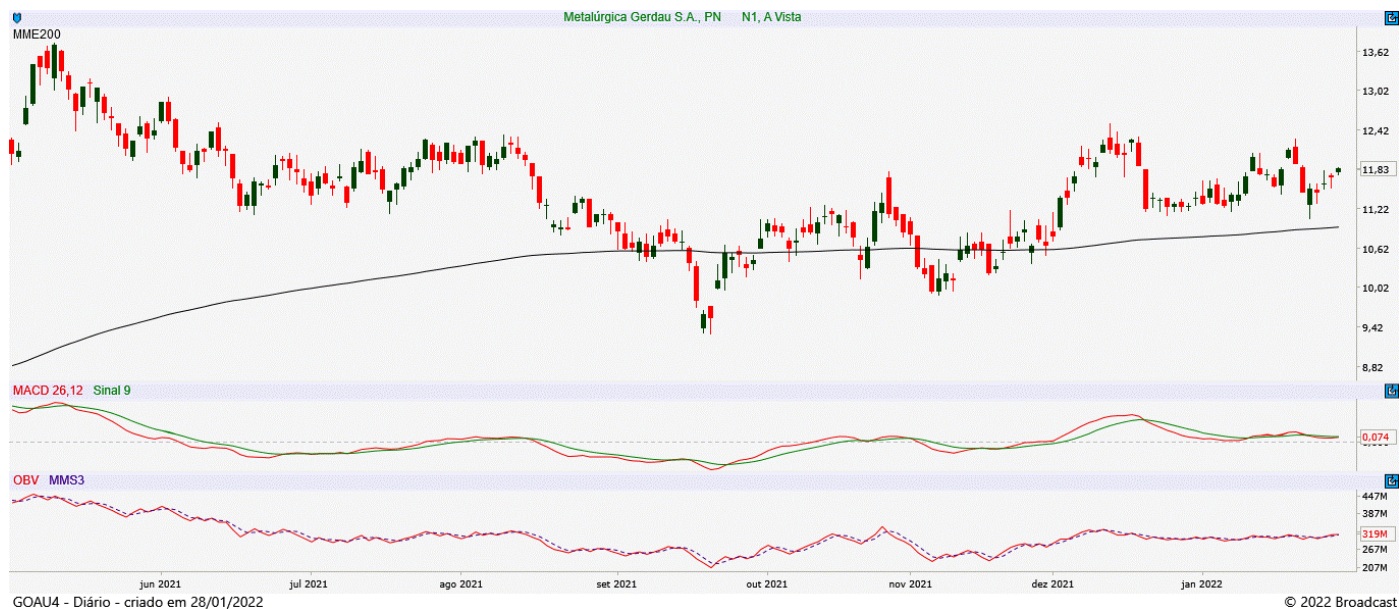 Metalúrgica Gerdau S.A., PN N1, A Vista
MME200
13,62
13,02
12,42
11,83
11,22
10,62
10,02
9,42
8,82
MACD 26,12 Sinal 9
0,074
OBV MMS3
447M
387M
319M
267M
207M
jun 2021 jul 2021 ago 2021 set 2021 out 2021 nov 2021 dez 2021 jan 2022
GOAU4 - Diário - criado em 28/01/2022 © 2022 Broadcast